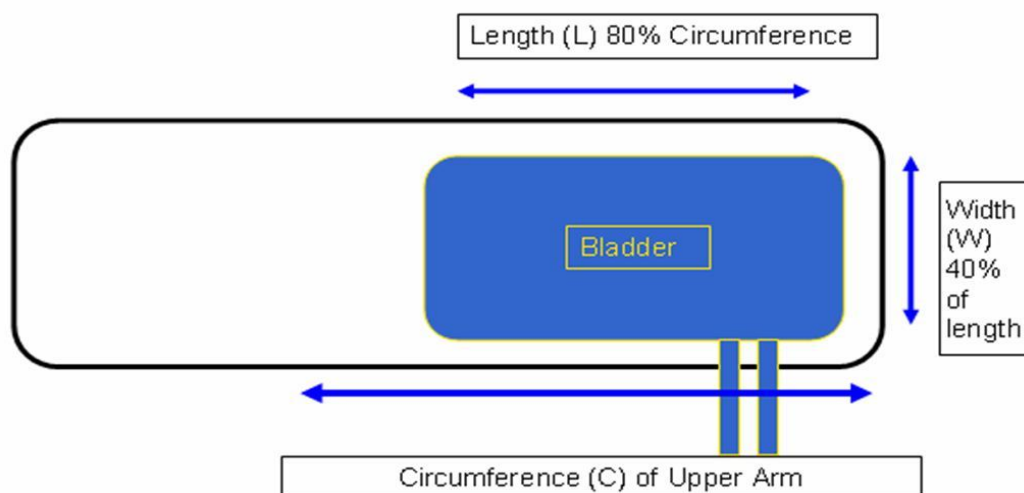 Length (L) 80% Circumference
Bladder
Width
(W)
40%
of
length
Circumference (C) of Upper Arm